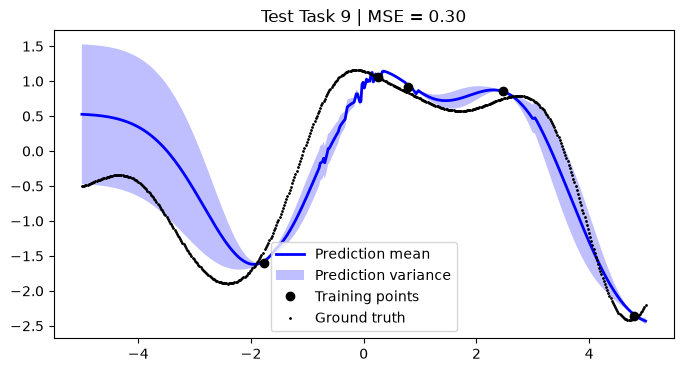 Test Task 9 | MSE = 0.30
1.5
1.0
0.5
0.0
−0.5
−1.0
−1.5
−2.0
−2.5
Prediction mean
Prediction variance
Training points
Ground truth
−4
−2
0
2
4